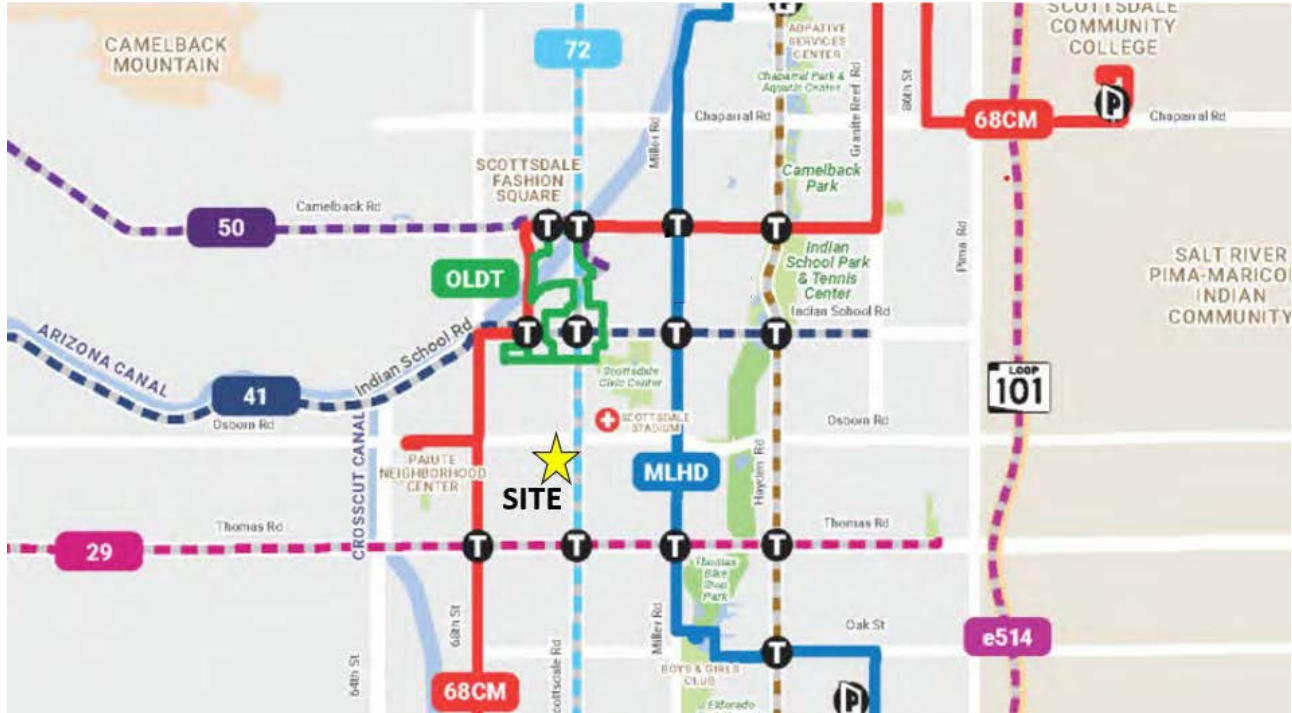 CAMELBACK
MOUNTAIN
72
P
ADPATIVE
SERVICES
CENTER
SCOTTSDALE
COMMUNITY
COLLEGE
Chaparral Park &
Aquatic Center
Granite Reef Rd
86th St
P
68CM
Chaparral Rd
Chaparral Rd
Miller Rd
SCOTTSDALE
FASHION
SQUARE
Camelback
Park
Camelback Rd
50
T
T
T
T
Pima Rd
OLDT
Indian
School Park
& Tennis
Center
SALT RIVER
PIMA-MARICO
INDIAN
COMMUNITY
Indian School Rd
T
T
T
T
ARIZONA CANAL
Indian School Rd
41
Scottsdale
Civic Center
LOOP
101
Osborn Rd
SCOTTSDALE
STADIUM
Osborn Rd
CROSSCUT CANAL
PAIUTE
NEIGHBORHOOD
CENTER
SITE
MLHD
Hayden Rd
Thomas Rd
Thomas Rd
29
T
T
T
T
Thomas
Bike
Stop
Park
68th St
Miller Rd
Oak St
e514
64th St
68CM
cottsdale Rd
T
BOYS & GIRLS
CLUB
P
Eldorado